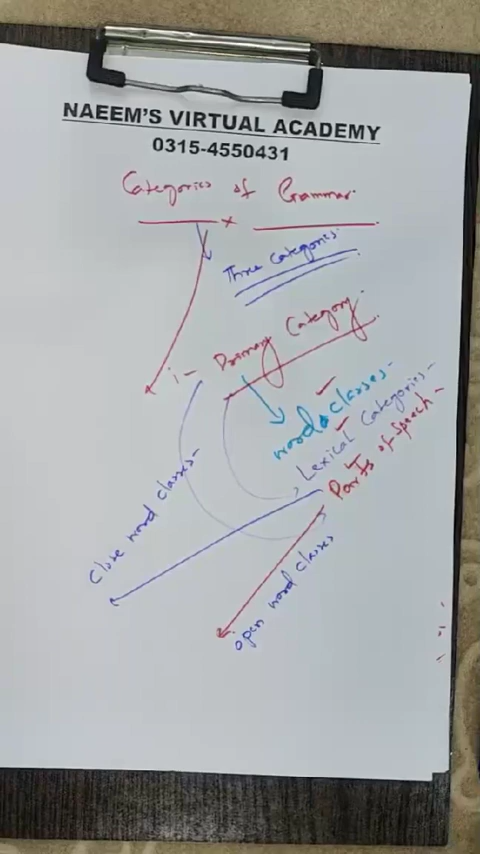 NAEEM'S VIRTUAL ACADEMY
0315-4550431
Categories of Grammar.
Three Categories.
i- Primary Category.
word classes-
Lexical Categories-
Parts of Speech-
Close word classes-
open word classes